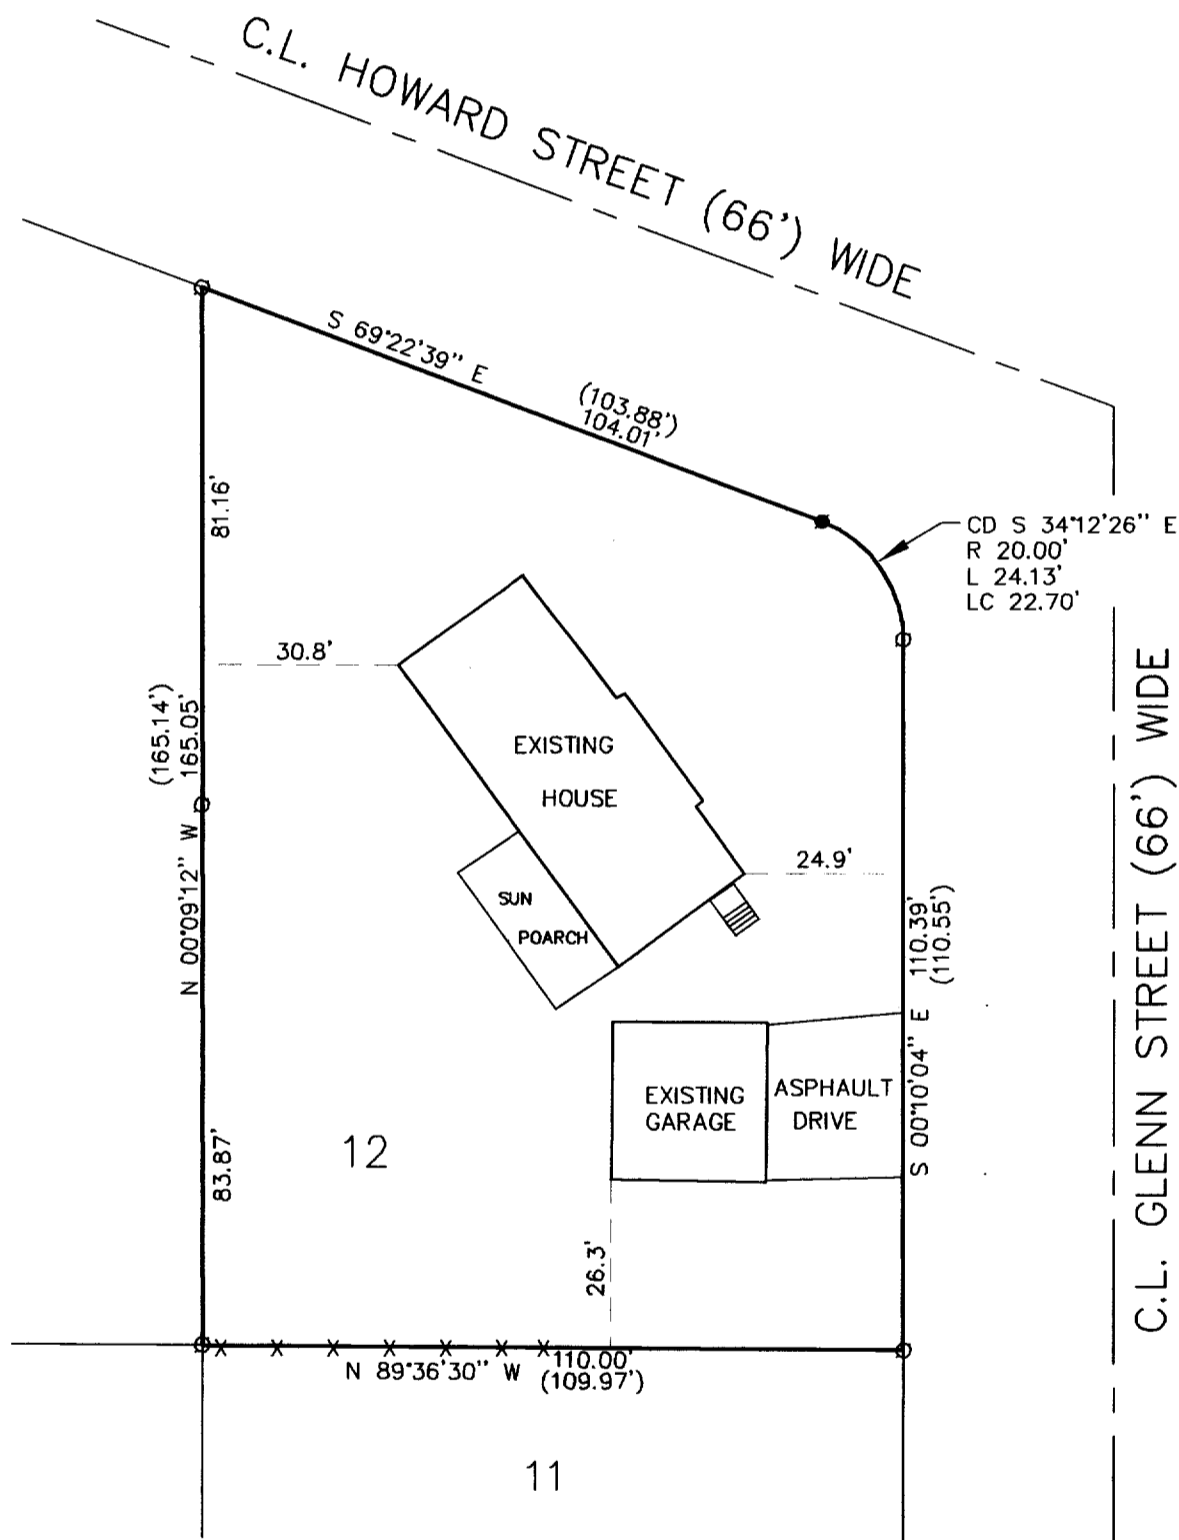 C.L. HOWARD STREET (66') WIDE
S 69°22'39" E
(103.88')
104.01'
81.16'
CD S 34°12'26" E
R 20.00'
L 24.13'
LC 22.70'
30.8'
(165.14')
N 00°09'12" W 165.05'
EXISTING
HOUSE
24.9'
SUN
POARCH
S 00°10'04" E 110.39'
(110.55')
C.L. GLENN STREET (66') WIDE
EXISTING
GARAGE
ASPHAULT
DRIVE
12
83.87'
26.3'
N 89°36'30" W 110.00'
(109.97')
11